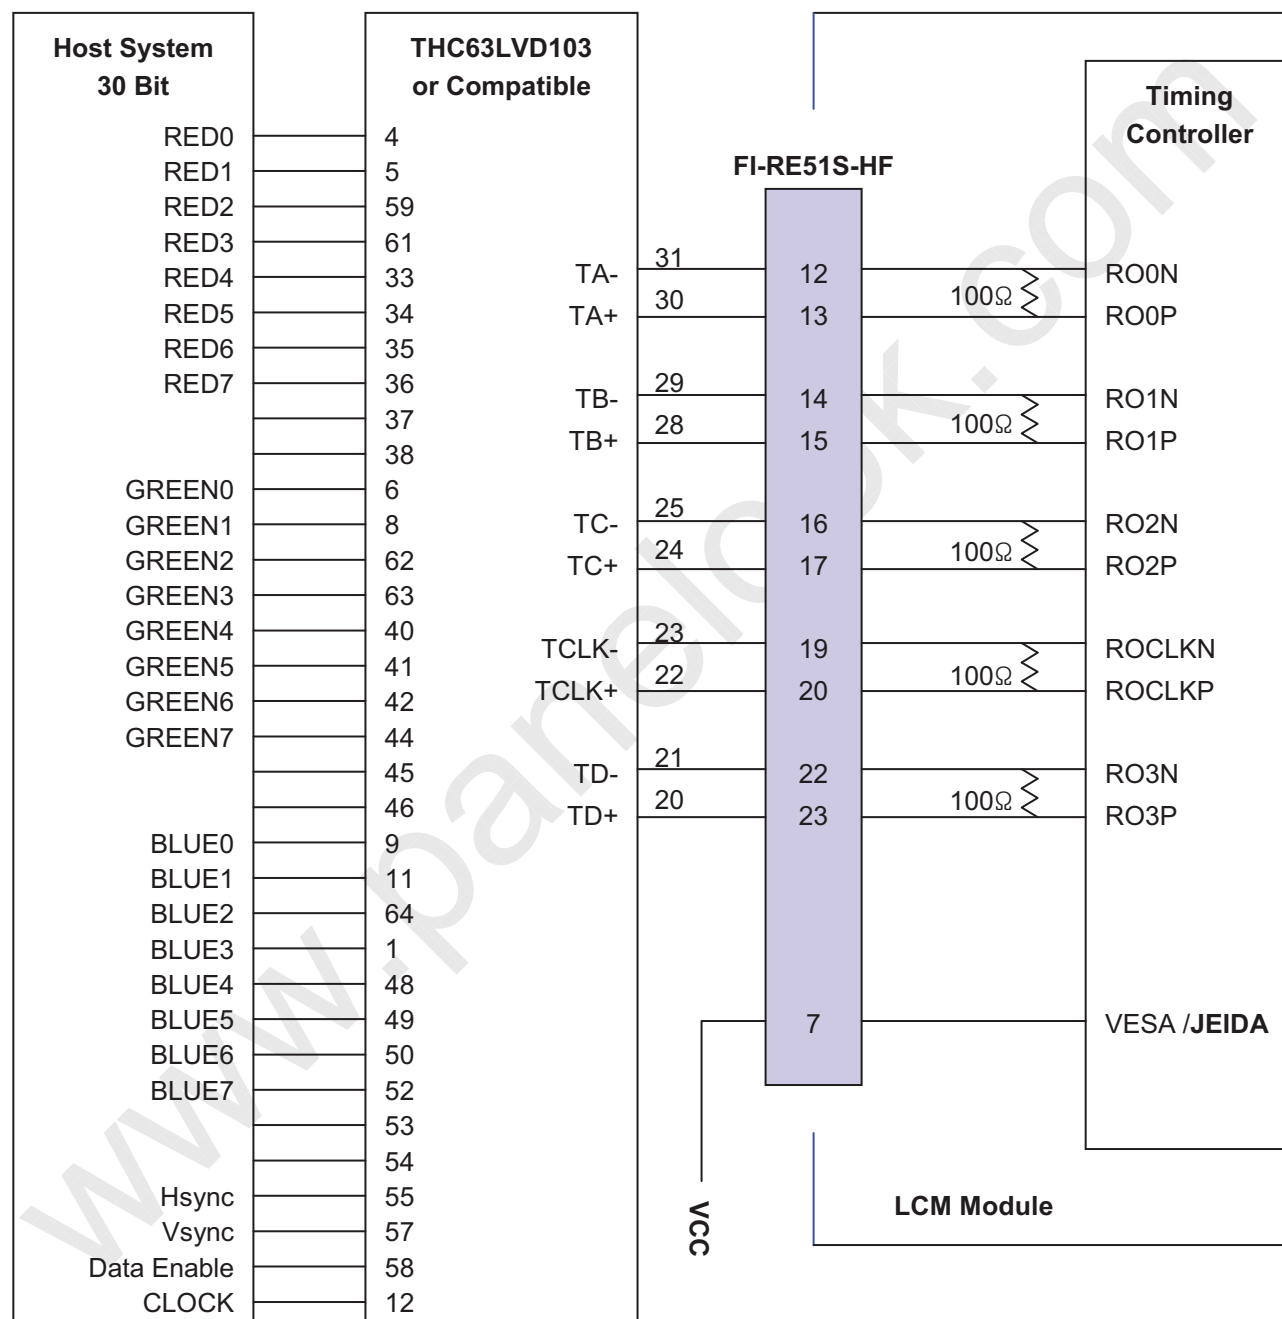 Host System
30 Bit
RED0
RED1
RED2
RED3
RED4
RED5
RED6
RED7
GREEN0
GREEN1
GREEN2
GREEN3
GREEN4
GREEN5
GREEN6
GREEN7
BLUE0
BLUE1
BLUE2
BLUE3
BLUE4
BLUE5
BLUE6
BLUE7
Hsync
Vsync
Data Enable
CLOCK
THC63LVD103
or Compatible
4
5
59
61
33
34
35
36
37
38
6
8
62
63
40
41
42
44
45
46
9
11
64
1
48
49
50
52
53
54
55
57
58
12
TA- 31
TA+ 30
TB- 29
TB+ 28
TC- 25
TC+ 24
TCLK- 23
TCLK+ 22
TD- 21
TD+ 20
FI-RE51S-HF
12
13
14
15
16
17
19
20
22
23
7
VCC
100Ω
100Ω
100Ω
100Ω
100Ω
Timing
Controller
RO0N
RO0P
RO1N
RO1P
RO2N
RO2P
ROCLKN
ROCLKP
RO3N
RO3P
VESA /JEIDA
LCM Module
www.panelook.com